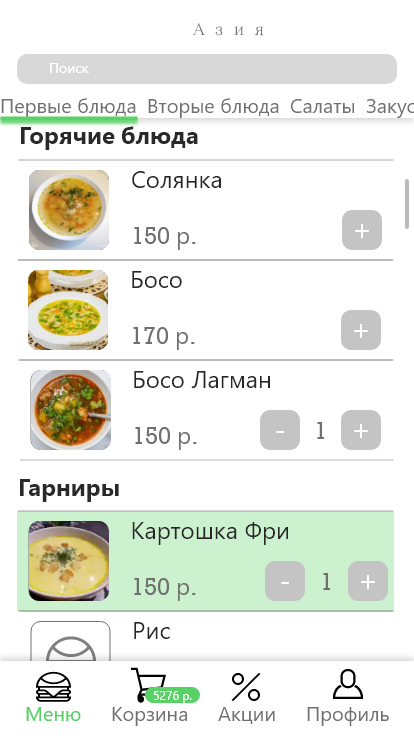 Азия
Поиск
Первые блюда Вторые блюда Салаты Закус
Горячие блюда
Солянка
150 р. +
Босо
170 р. +
Босо Лагман
150 р. - 1 +
Гарниры
Картошка Фри
150 р. - 1 +
Рис
5276 р.
Меню Корзина Акции Профиль